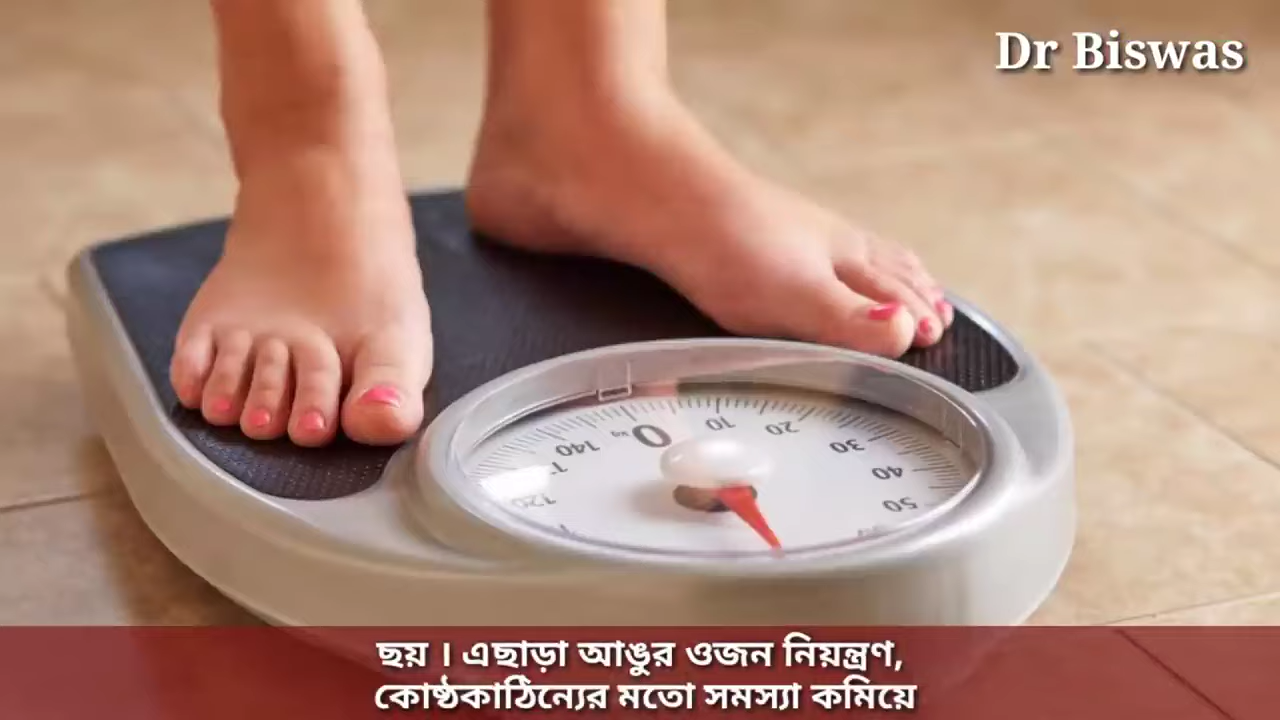 Dr Biswas
140 kg 0 10 20 30 40 50
120
ছয় । এছাড়া আঙুর ওজন নিয়ন্ত্রণ,
কোষ্ঠকাঠিন্যের মতো সমস্যা কমিয়ে